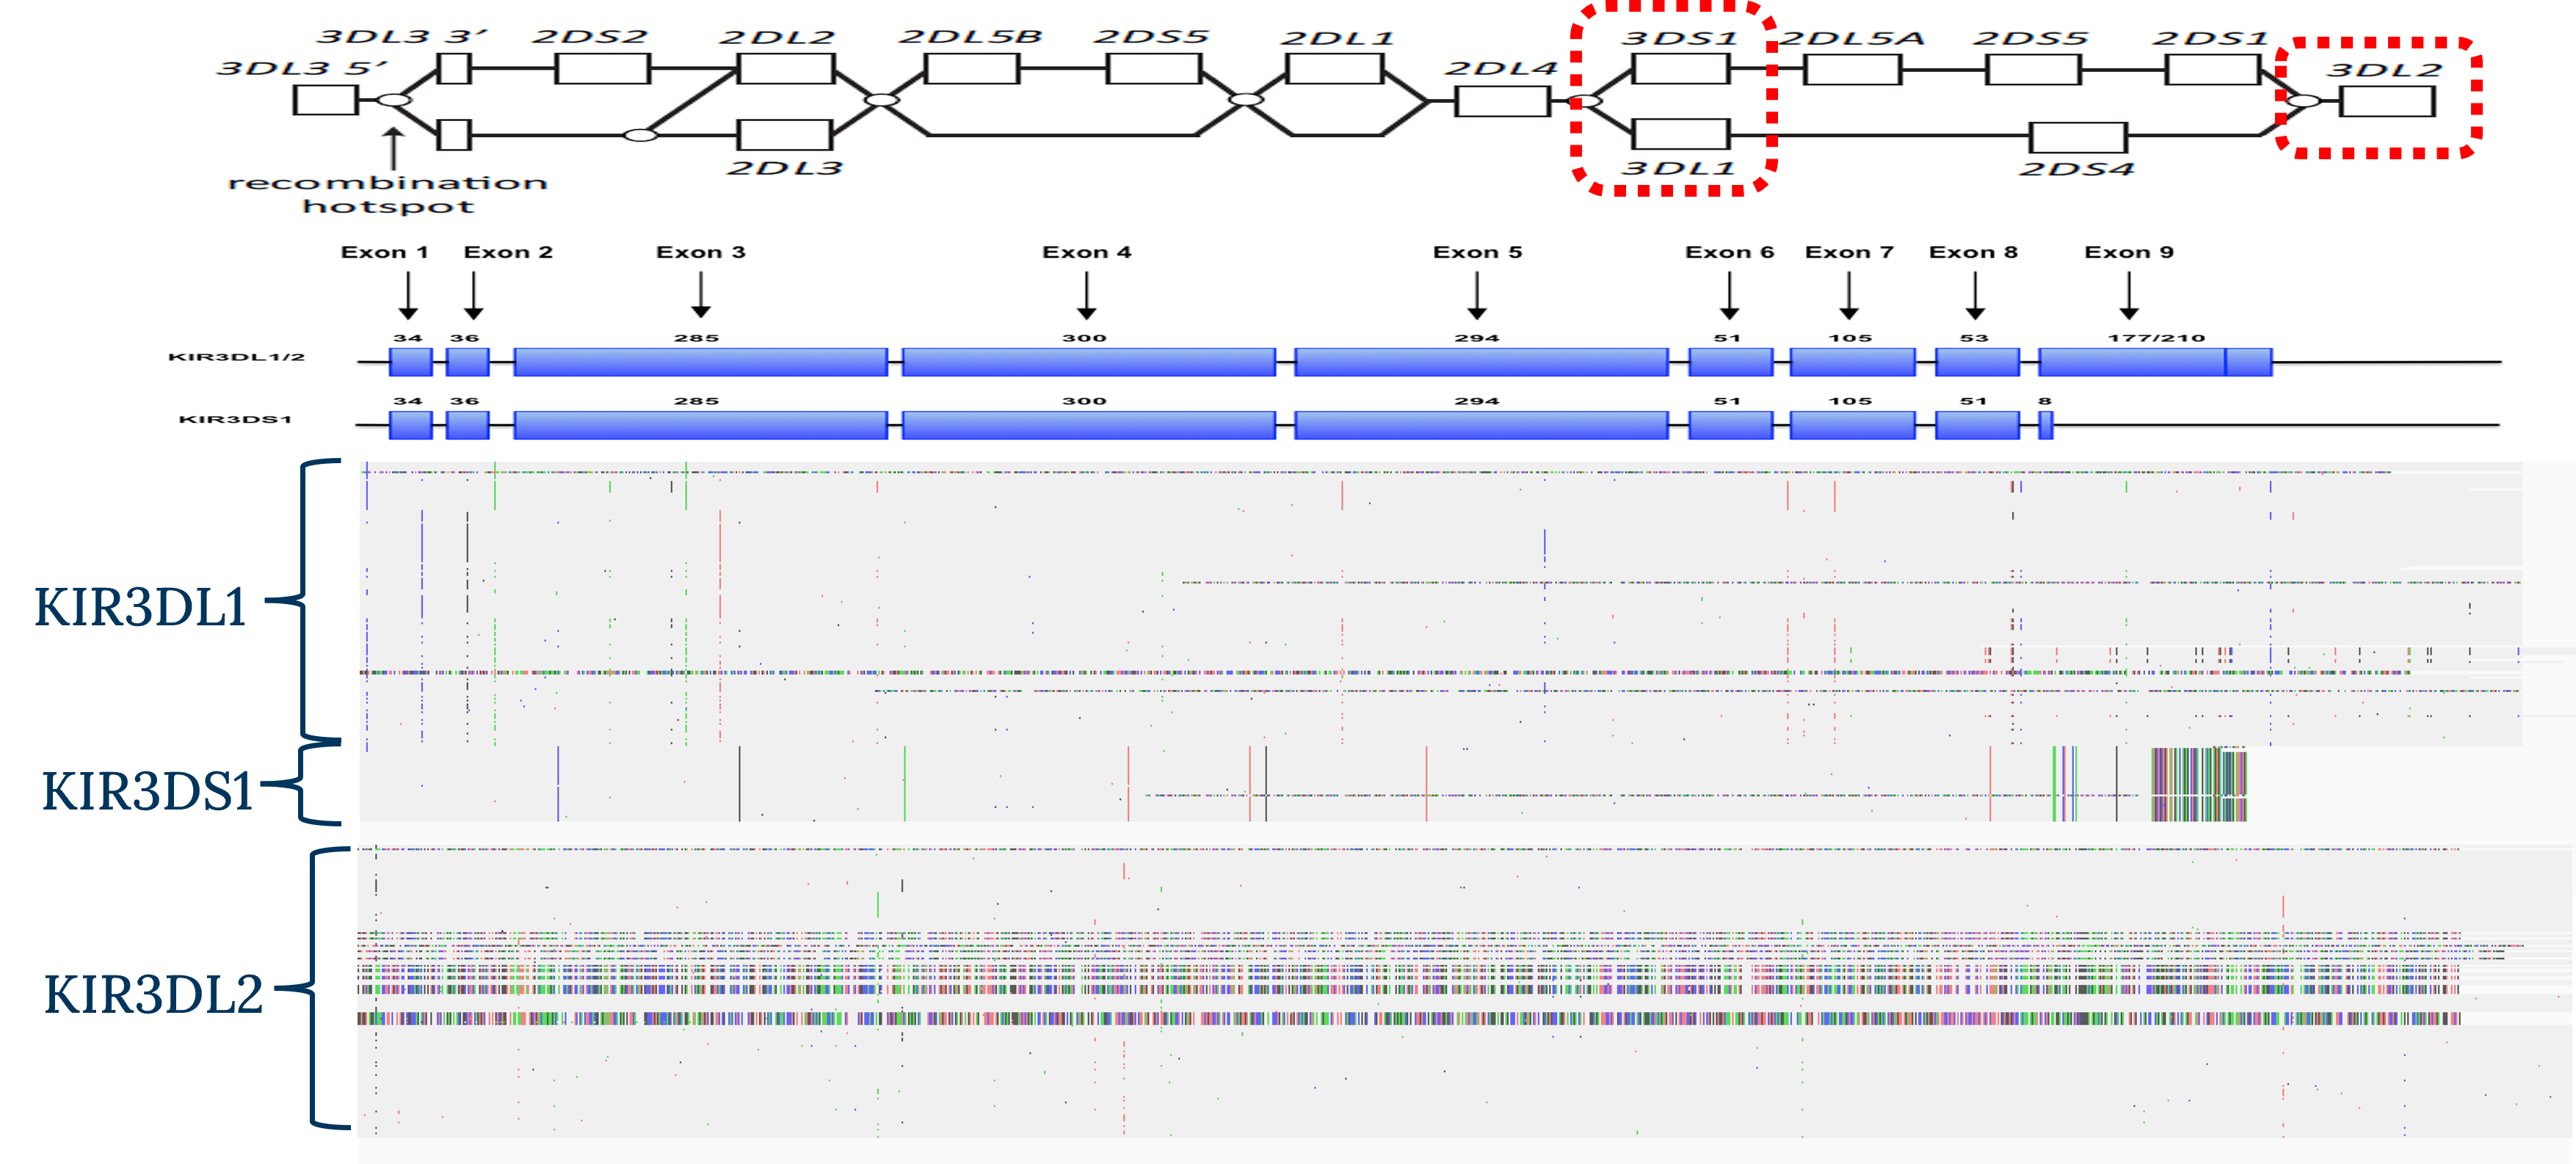 3DL3 3' 2DS2 2DL2 2DL5B 2DS5 2DL1 3DS1 2DL5A 2DS5 2DS1
3DL3 5' 2DL4 3DL2
2DL3 3DL1 2DS4
recombination
hotspot
Exon 1 Exon 2 Exon 3 Exon 4 Exon 5 Exon 6 Exon 7 Exon 8 Exon 9
34 36 285 300 294 51 105 53 177/210
KIR3DL1/2
34 36 285 300 294 51 105 51 8
KIR3DS1
KIR3DL1
KIR3DS1
KIR3DL2